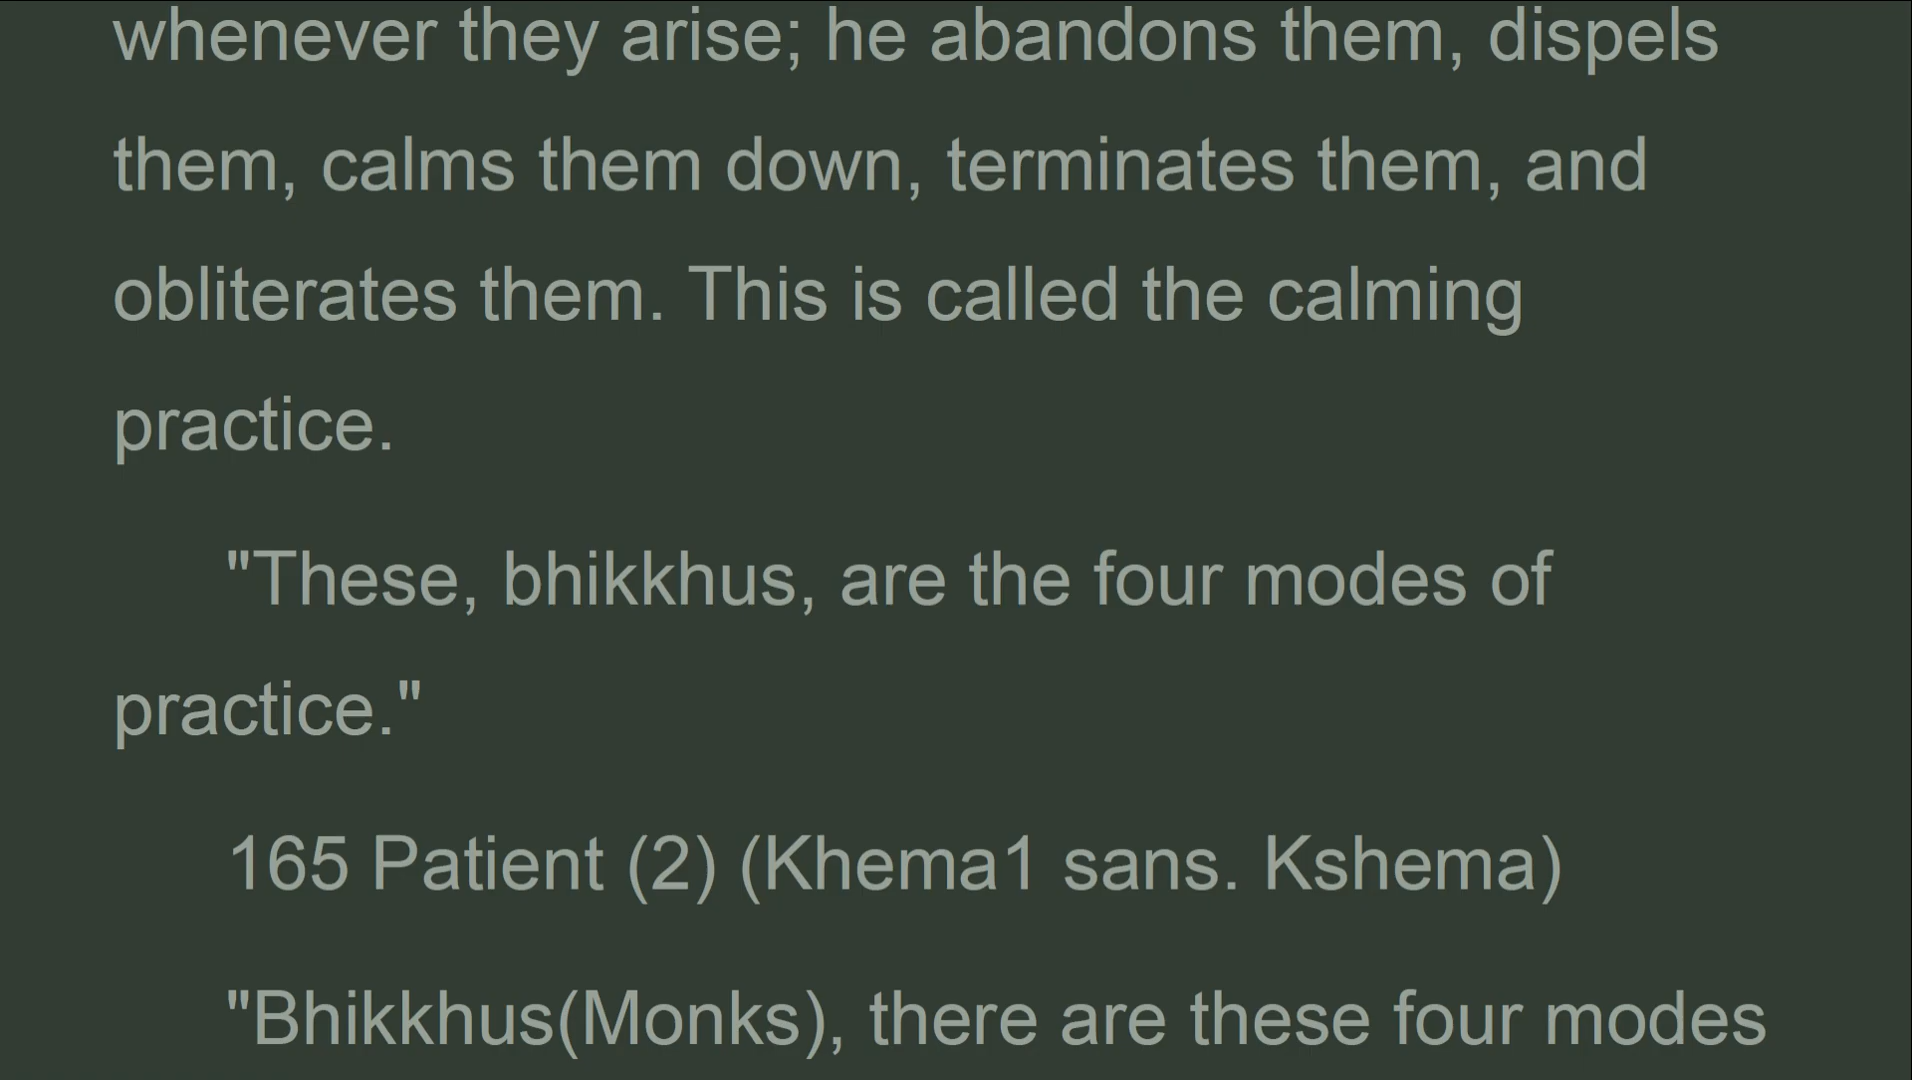 whenever they arise; he abandons them, dispels
them, calms them down, terminates them, and
obliterates them. This is called the calming
practice.
"These, bhikkhus, are the four modes of
practice."
165 Patient (2) (Khema1 sans. Kshema)
"Bhikkhus(Monks), there are these four modes